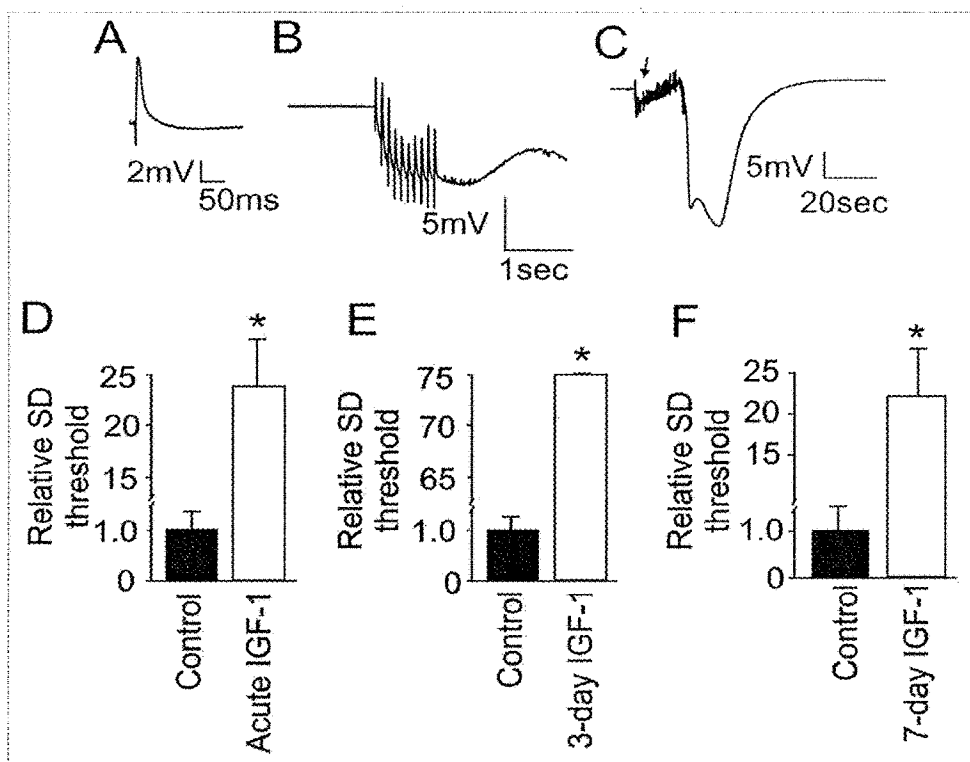 A
B
C
2mV
50ms
5mV
1sec
5mV
20sec
D
*
Relative SD
threshold
25
20
15
1.0
0
Control
Acute IGF-1
E
*
Relative SD
threshold
75
70
65
1.0
0
Control
3-day IGF-1
F
*
Relative SD
threshold
25
22
15
1.0
0
Control
7-day IGF-1